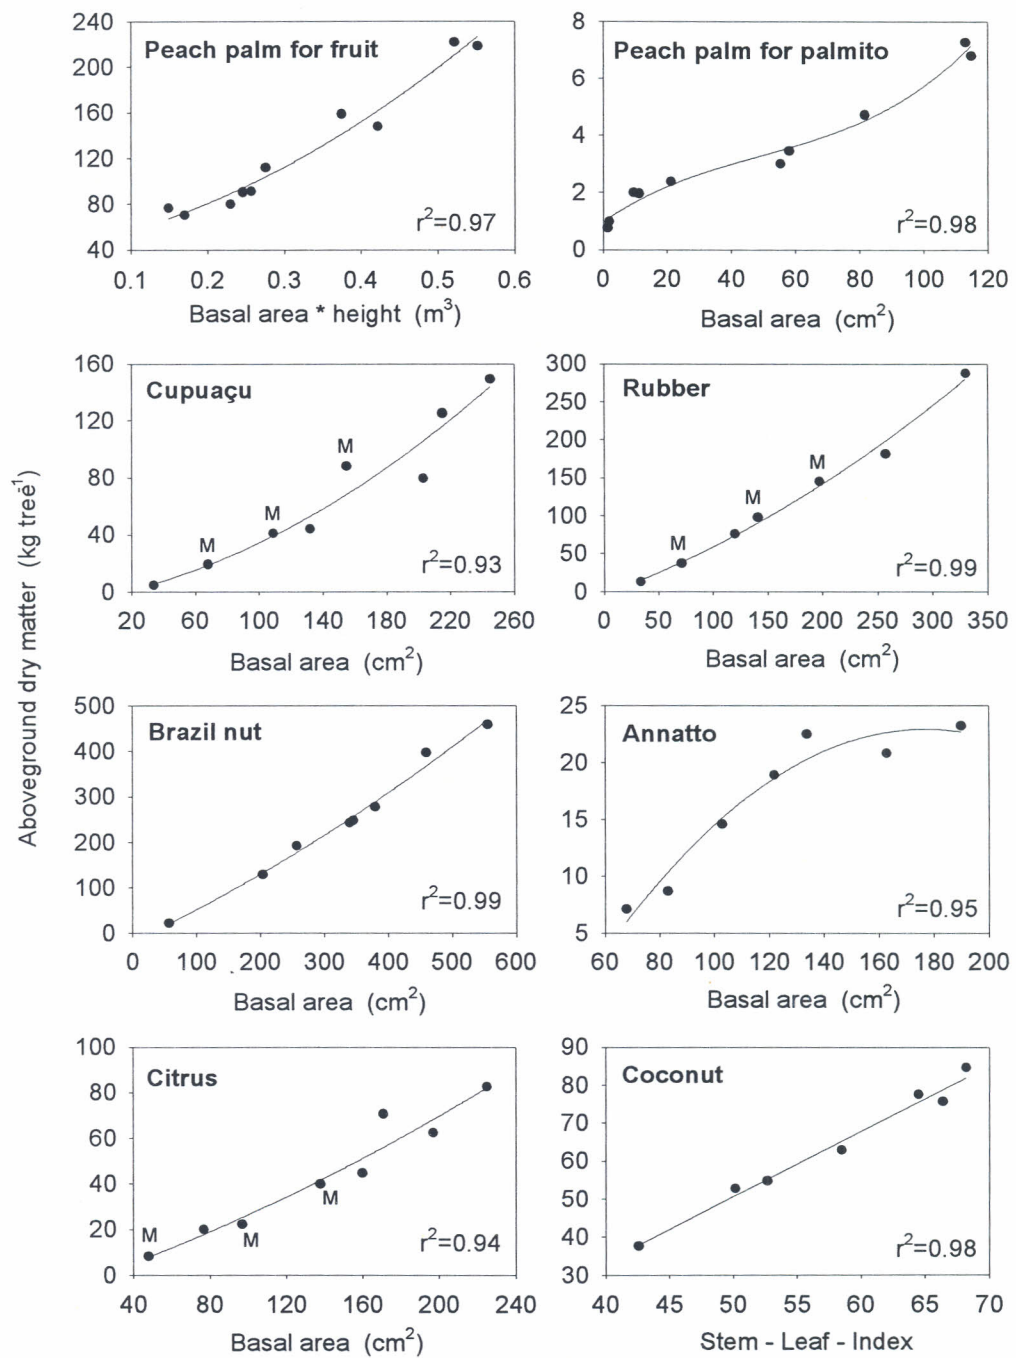 Aboveground dry matter (kg tree⁻¹)
Peach palm for fruit
240
200
160
120
80
40
r²=0.97
0.1 0.2 0.3 0.4 0.5 0.6
Basal area * height (m³)
Peach palm for palmito
8
6
4
2
0
r²=0.98
0 20 40 60 80 100 120
Basal area (cm²)
Cupuaçu
160
120
80
40
0
M
M
M
r²=0.93
20 60 100 140 180 220 260
Basal area (cm²)
Rubber
300
250
200
150
100
50
0
M
M
M
r²=0.99
0 50 100 150 200 250 300 350
Basal area (cm²)
Brazil nut
500
400
300
200
100
0
r²=0.99
0 100 200 300 400 500 600
Basal area (cm²)
Annatto
25
20
15
10
5
r²=0.95
60 80 100 120 140 160 180 200
Basal area (cm²)
Citrus
100
80
60
40
20
0
M
M
M
r²=0.94
40 80 120 160 200 240
Basal area (cm²)
Coconut
90
80
70
60
50
40
30
r²=0.98
40 45 50 55 60 65 70
Stem - Leaf - Index